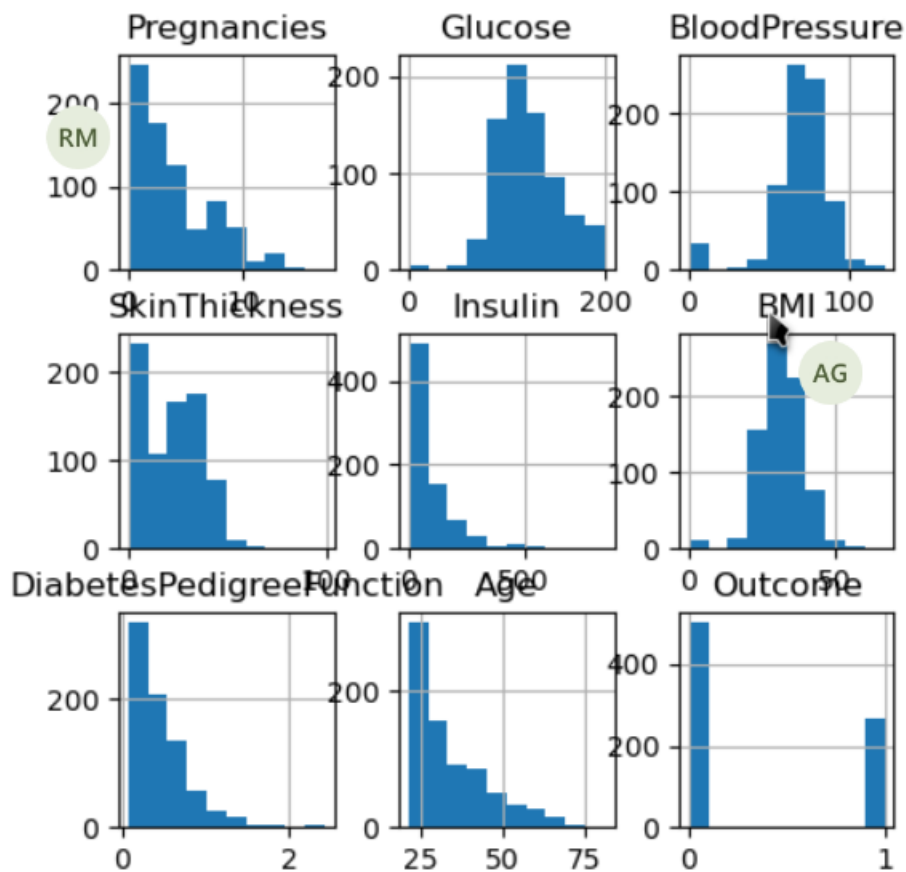 Pregnancies Glucose BloodPressure
200
200
200
RM
100
100
100
0 0 0
0 10 0 200 0 100
SkinThickness Insulin BMI
200 400 200
AG
100 200 100
0 0 0
0 100 0 500 0 50
DiabetesPedigreeFunction Age Outcome
200 200 400
200
0 0 0
0 2 25 50 75 0 1